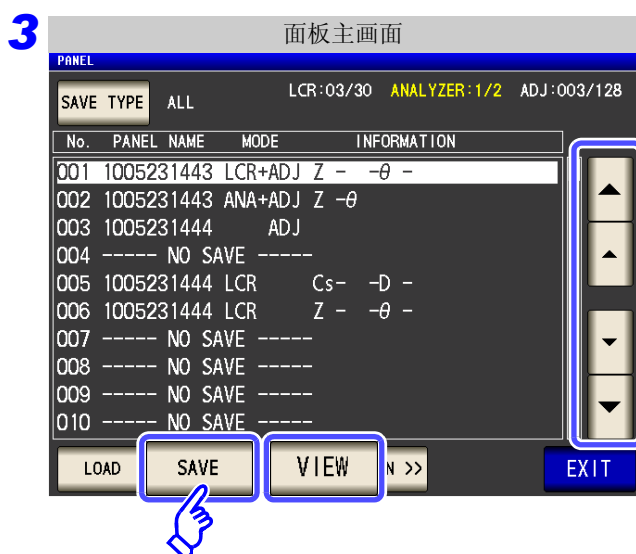 3
面板主画面
PANEL
SAVE TYPE ALL LCR:03/30 ANALYZER:1/2 ADJ:003/128
No. PANEL NAME MODE INFORMATION
001 1005231443 LCR+ADJ Z - -θ -
002 1005231443 ANA+ADJ Z -θ
003 1005231444 ADJ
004 ----- NO SAVE -----
005 1005231444 LCR Cs- -D -
006 1005231444 LCR Z - -θ -
007 ----- NO SAVE -----
008 ----- NO SAVE -----
009 ----- NO SAVE -----
010 ----- NO SAVE -----
LOAD SAVE VIEW N >> EXIT